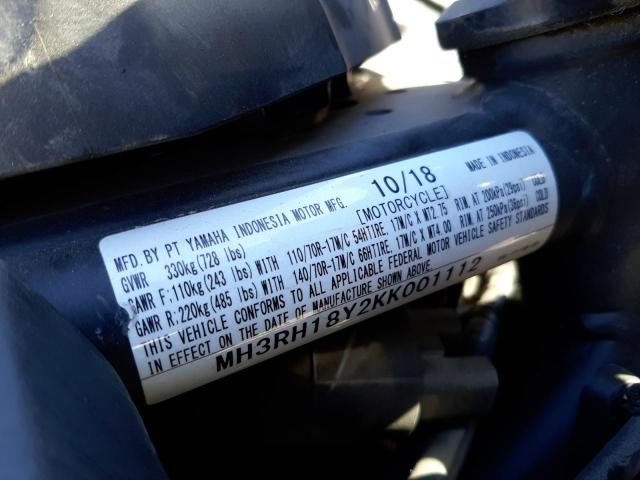 MFD BY PT YAMAHA INDONESIA MOTOR MFG. 10/18 MADE IN INDONESIA
GVWR 330kg(728 lbs) [MOTORCYCLE]
GAWR F:110kg(243 lbs)WITH 110/70R-17M/C 54HTIRE 17M/C X MT2.75 RIM. AT 200kPa(29psi) COLD
GAWR R:220kg(485 lbs)WITH 140/70R-17M/C 66HTIRE 17M/C X MT4.00 RIM. AT 250kPa(36psi) COLD
THIS VEHICLE CONFORMS TO ALL APPLICABLE FEDERAL MOTOR VEHICLE SAFETY STANDARDS
IN EFFECT ON THE DATE OF MANUFACTURE SHOWN ABOVE.
MH3RH18Y2KK001112